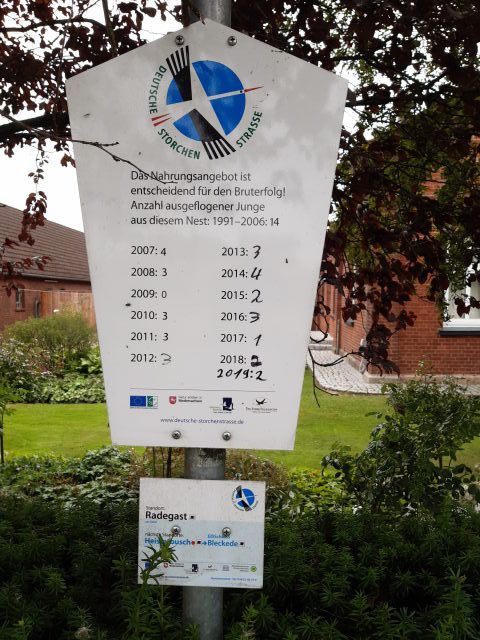 DEUTSCHE
STORCHEN STRASSE
Das Nahrungsangebot ist
entscheidend für den Bruterfolg!
Anzahl ausgeflogener Junge
aus diesem Nest: 1991–2006: 14
2007: 4
2008: 3
2009: 0
2010: 3
2011: 3
2012: 3
2013: 3
2014: 4
2015: 2
2016: 3
2017: 1
2018: 2
2019:2
www.deutsche-storchenstrasse.de
Standort:
Radegast
Bleckede